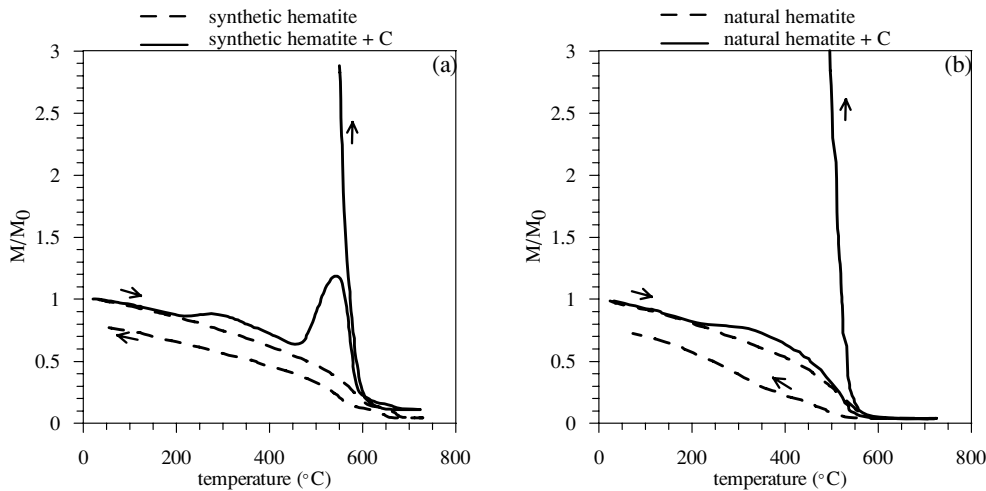 synthetic hematite
synthetic hematite + C
3
(a)
2.5
2
1.5
1
0.5
0
M/M0
0 200 400 600 800
temperature (°C)
natural hematite
natural hematite + C
3
(b)
2.5
2
1.5
1
0.5
0
M/M0
0 200 400 600 800
temperature (°C)